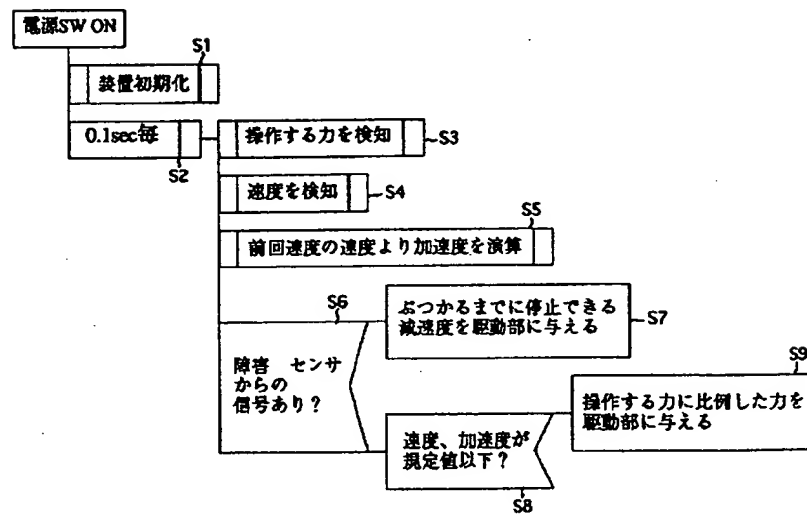 電源SW ON
S1
装置初期化
0.1sec毎
S2
操作する力を検知
S3
速度を検知
S4
S5
前回速度の速度より加速度を演算
S6
障害 センサ
からの
信号あり？
ぶつかるまでに停止できる
減速度を駆動部に与える
S7
速度、加速度が
規定値以下？
S8
S9
操作する力に比例した力を
駆動部に与える